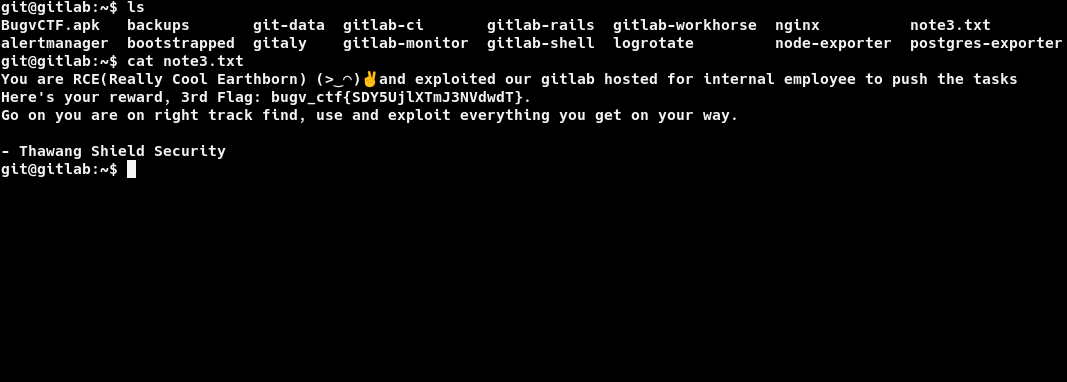 git@gitlab:~$ ls
BugvCTF.apk   backups       git-data  gitlab-ci       gitlab-rails  gitlab-workhorse  nginx          note3.txt
alertmanager  bootstrapped  gitaly    gitlab-monitor  gitlab-shell  logrotate         node-exporter  postgres-exporter
git@gitlab:~$ cat note3.txt
You are RCE(Really Cool Earthborn) (>‿◠)✌and exploited our gitlab hosted for internal employee to push the tasks
Here's your reward, 3rd Flag: bugv_ctf{SDY5UjlXTmJ3NVdwdT}.
Go on you are on right track find, use and exploit everything you get on your way.
- Thawang Shield Security
git@gitlab:~$